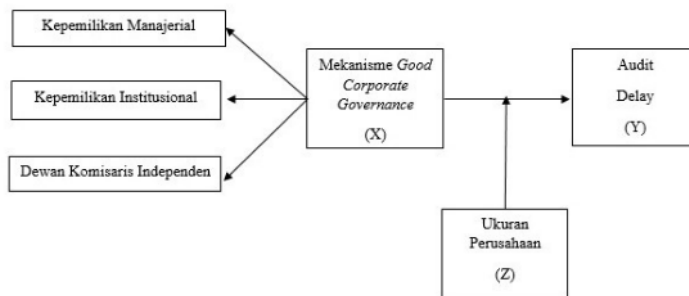 Kepemilikan Manajerial
Kepemilikan Institusional
Dewan Komisaris Independen
Mekanisme Good
Corporate
Governance
(X)
Audit
Delay
(Y)
Ukuran
Perusahaan
(Z)